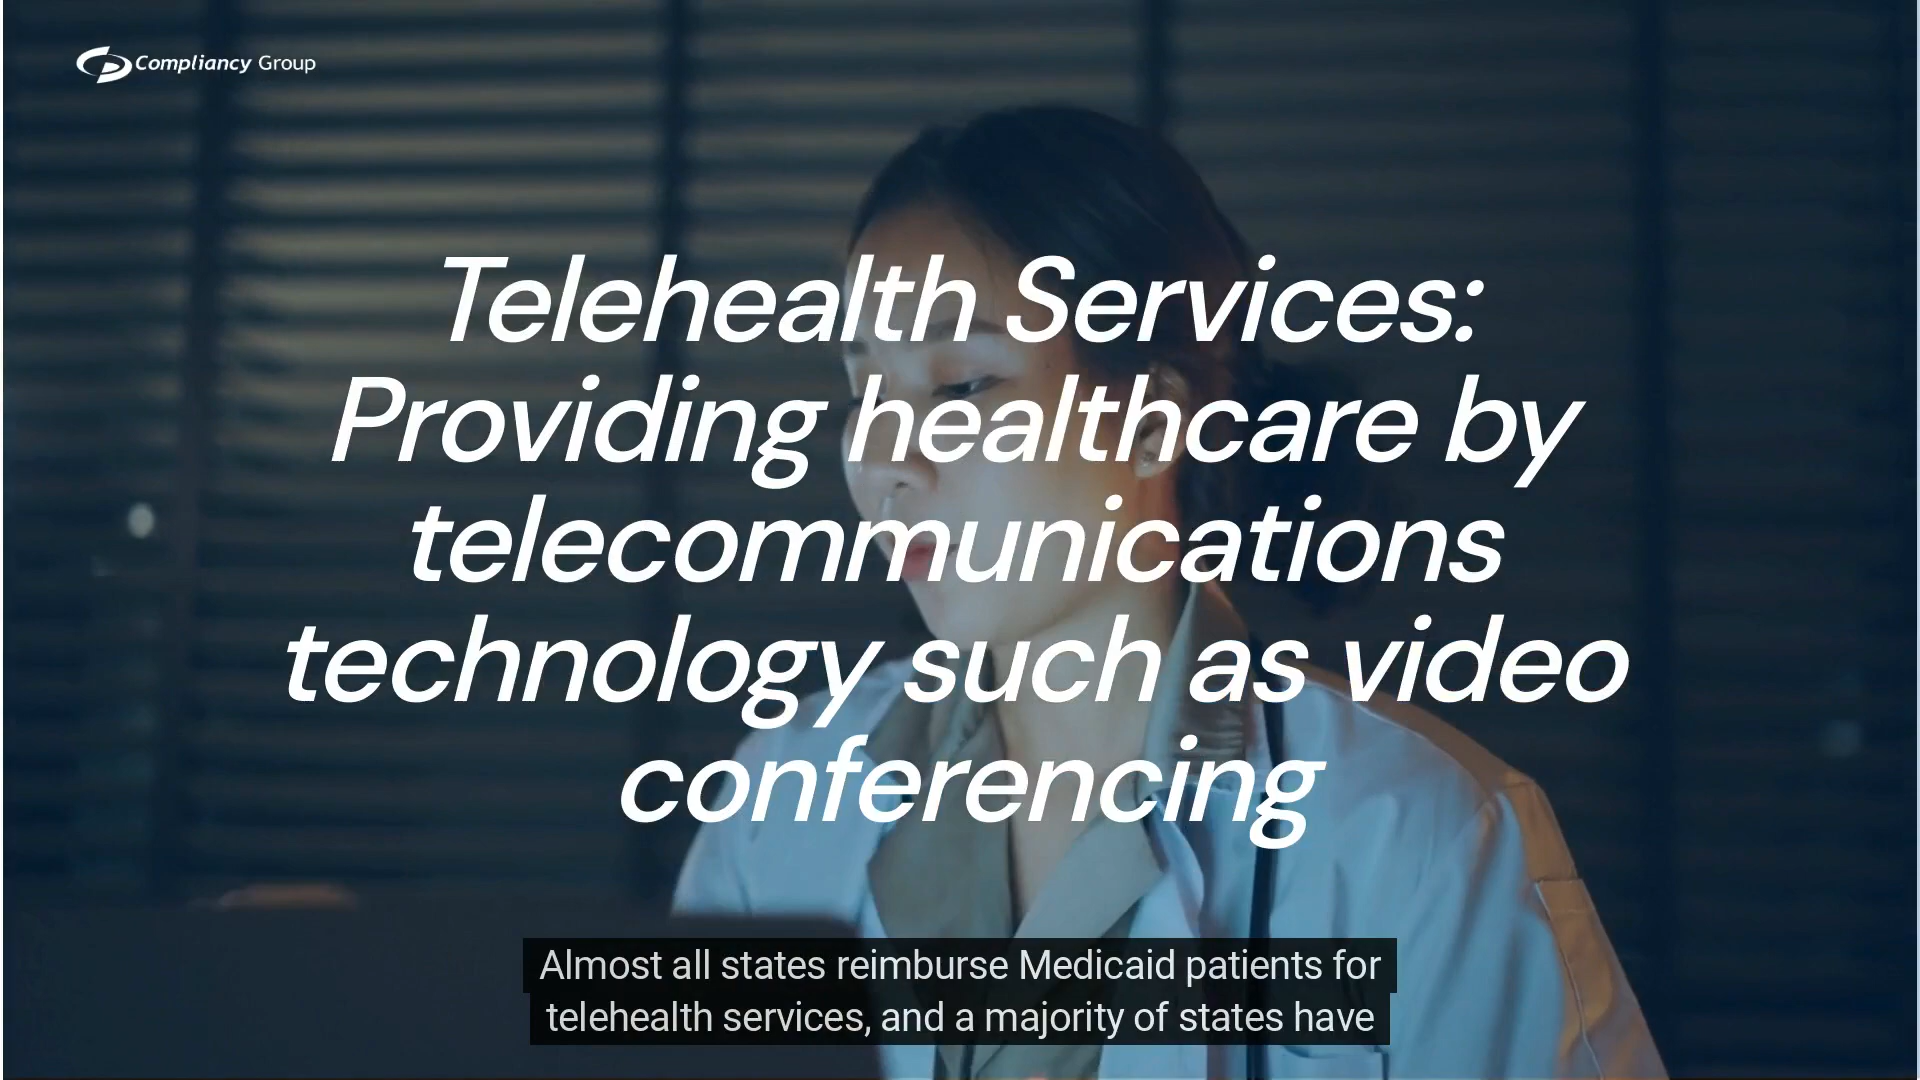 Compliancy Group
Telehealth Services:
Providing healthcare by
telecommunications
technology such as video
conferencing
Almost all states reimburse Medicaid patients for
telehealth services, and a majority of states have